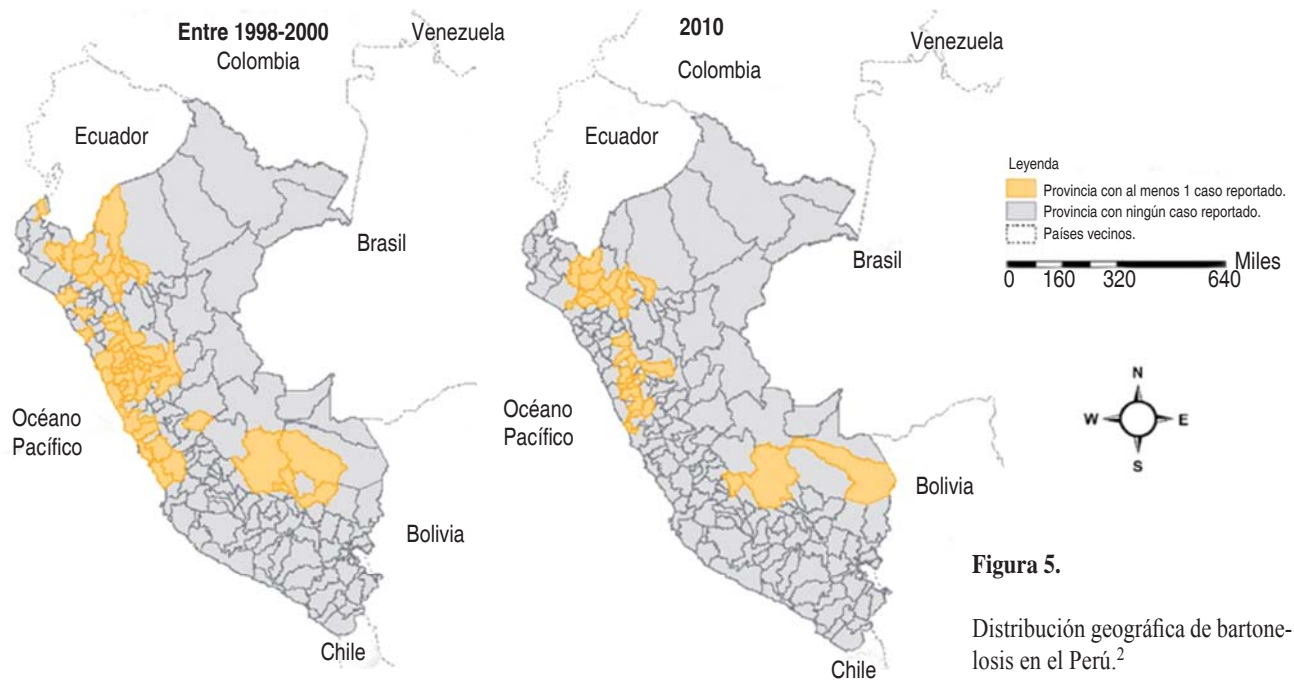 Entre 1998-2000
Colombia
Venezuela
Ecuador
Brasil
Océano
Pacífico
Bolivia
Chile
2010
Colombia
Venezuela
Ecuador
Brasil
Océano
Pacífico
Bolivia
Chile
Leyenda
Provincia con al menos 1 caso reportado.
Provincia con ningún caso reportado.
Países vecinos.
Miles
0 160 320 640
N
W E
S
Figura 5.
Distribución geográfica de bartone-
losis en el Perú.2